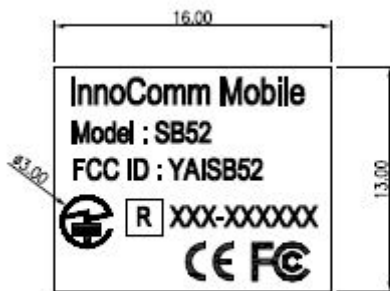 16.00
InnoComm Mobile
Model : SB52
FCC ID : YAISB52
ø3.00
13.00
R XXX-XXXXXX
CE FC